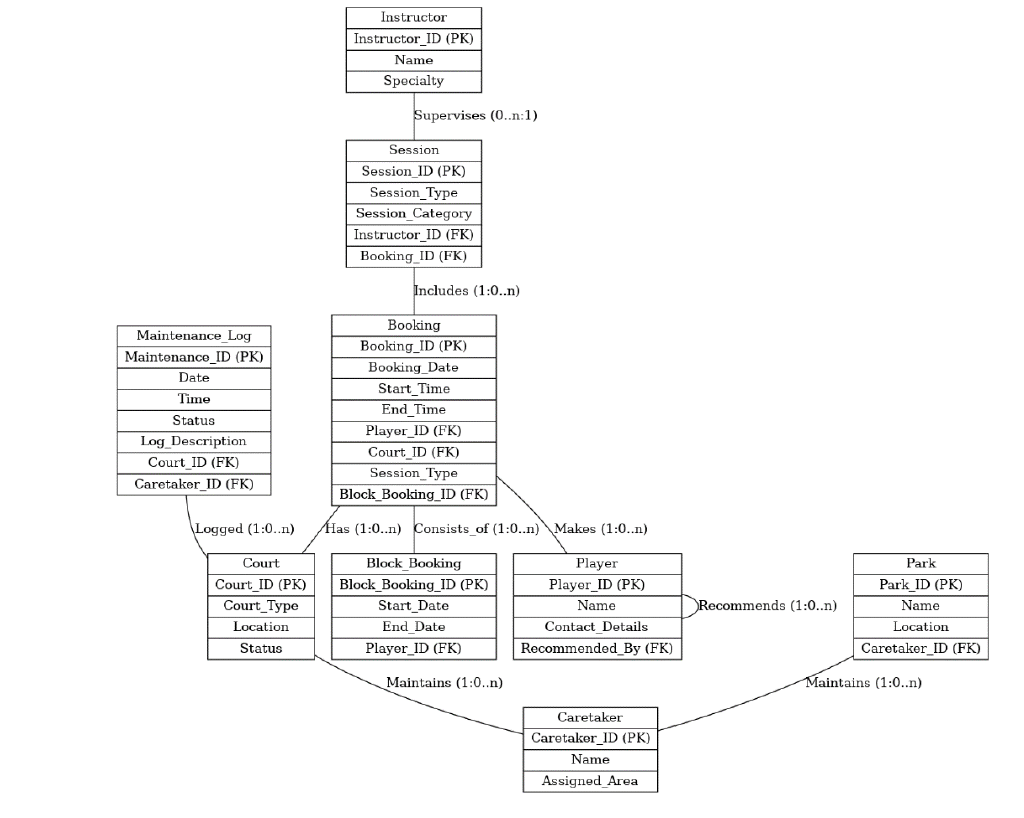 Instructor
Instructor_ID (PK)
Name
Specialty
Supervises (0..n:1)
Session
Session_ID (PK)
Session_Type
Session_Category
Instructor_ID (FK)
Booking_ID (FK)
Includes (1:0..n)
Maintenance_Log
Maintenance_ID (PK)
Date
Time
Status
Log_Description
Court_ID (FK)
Caretaker_ID (FK)
Booking
Booking_ID (PK)
Booking_Date
Start_Time
End_Time
Player_ID (FK)
Court_ID (FK)
Session_Type
Block_Booking_ID (FK)
Logged (1:0..n)
Has (1:0..n)
Consists_of (1:0..n)
Makes (1:0..n)
Court
Court_ID (PK)
Court_Type
Location
Status
Block_Booking
Block_Booking_ID (PK)
Start_Date
End_Date
Player_ID (FK)
Player
Player_ID (PK)
Name
Contact_Details
Recommended_By (FK)
Recommends (1:0..n)
Park
Park_ID (PK)
Name
Location
Caretaker_ID (FK)
Maintains (1:0..n)
Maintains (1:0..n)
Caretaker
Caretaker_ID (PK)
Name
Assigned_Area